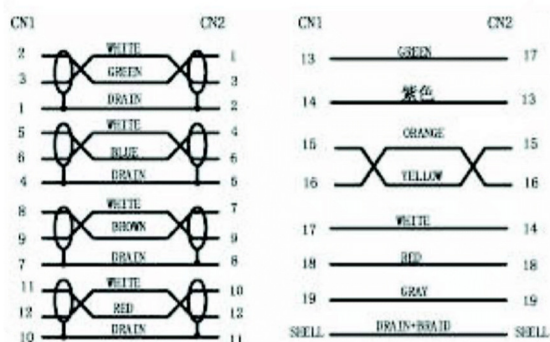 CN1 CN2
2 WHITE 1
3 GREEN 3
1 DRAIN 2
5 WHITE 4
6 BLUE 6
4 DRAIN 5
8 WHITE 7
9 BROWN 9
7 DRAIN 8
11 WHITE 10
12 RED 12
10 DRAIN 11
CN1 CN2
13 GREEN 17
14 紫色 13
15 ORANGE 15
16 YELLOW 16
17 WHITE 14
18 RED 18
19 GRAY 19
SHELL DRAIN+BRAID SHELL